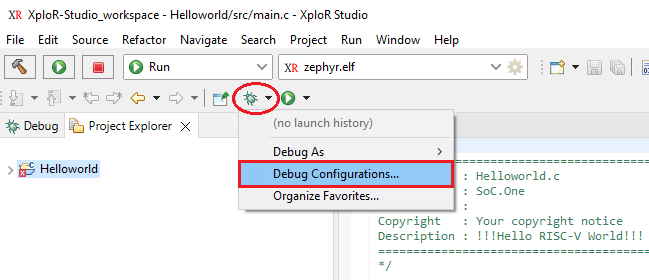 XR XploR-Studio_workspace - Helloworld/src/main.c - XploR Studio
File Edit Source Refactor Navigate Search Project Run Window Help
Run XR zephyr.elf
Debug Project Explorer
(no launch history)
Debug As
Debug Configurations...
Organize Favorites...
Helloworld
: Helloworld.c
: SoC.One
:
Copyright : Your copyright notice
Description : !!!Hello RISC-V World!!!
*/